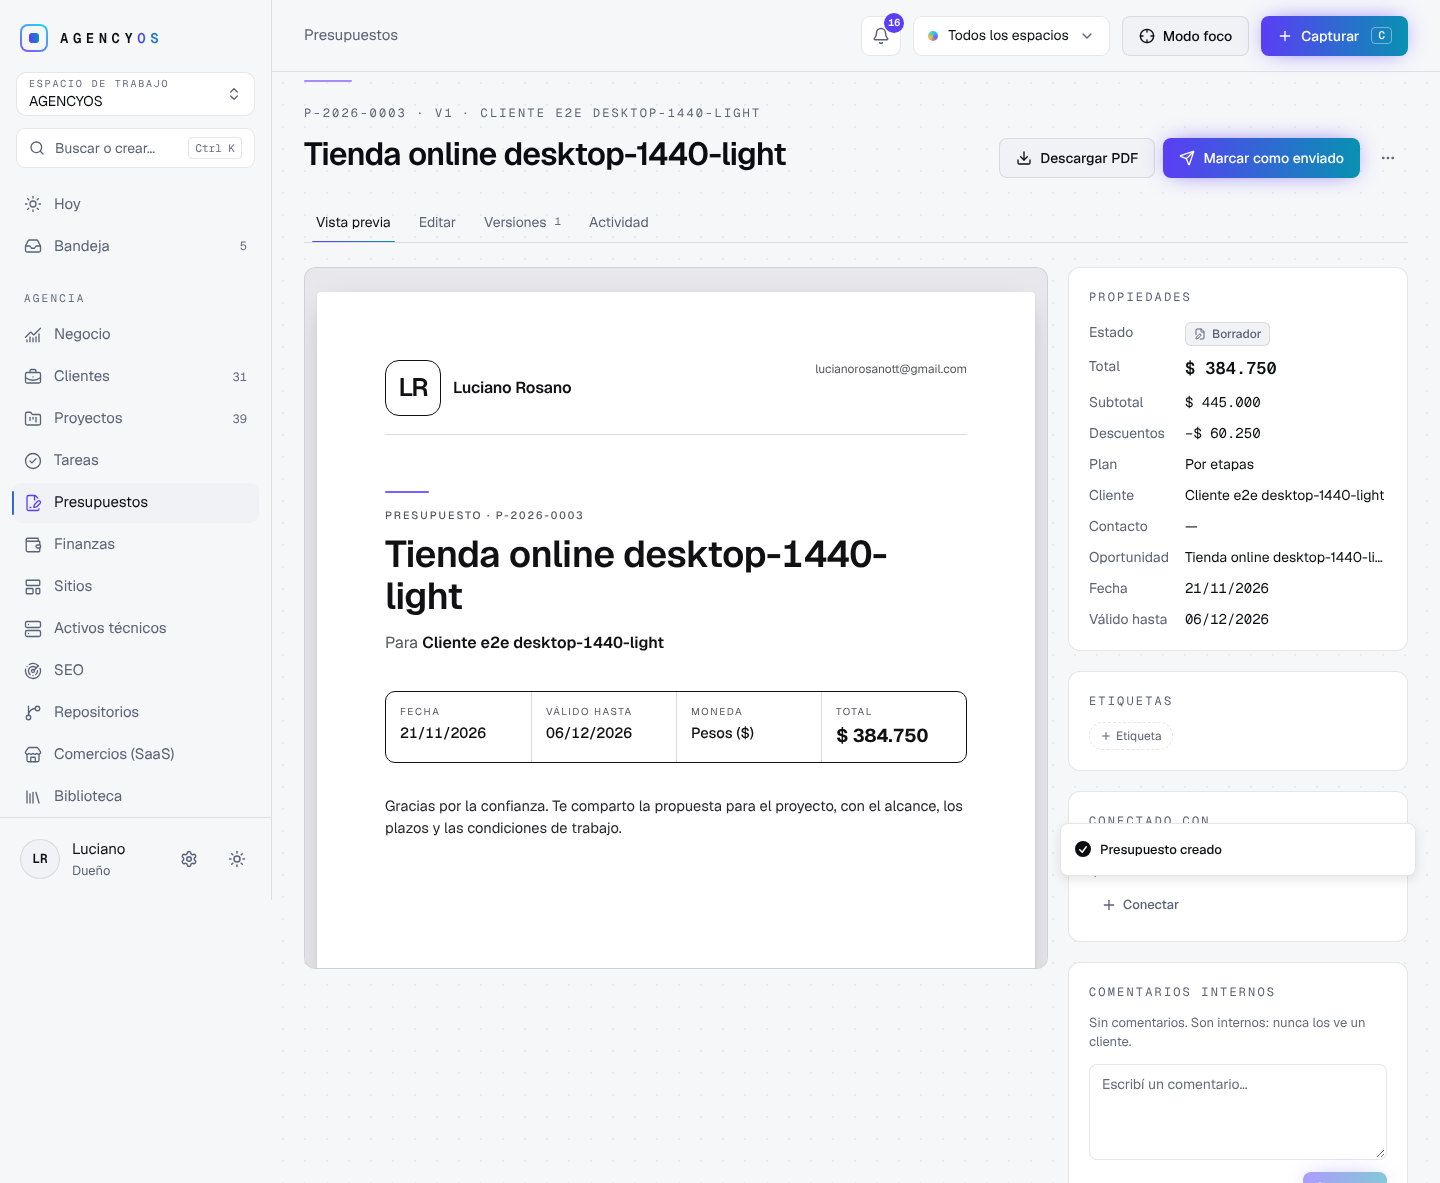 AGENCYOS
ESPACIO DE TRABAJO
AGENCYOS
Buscar o crear...
Ctrl K
Hoy
Bandeja
5
AGENCIA
Negocio
Clientes
31
Proyectos
39
Tareas
Presupuestos
Finanzas
Sitios
Activos técnicos
SEO
Repositorios
Comercios (SaaS)
Biblioteca
LR
Luciano
Dueño
Presupuestos
16
Todos los espacios
Modo foco
Capturar
C
P-2026-0003 · V1 · CLIENTE E2E DESKTOP-1440-LIGHT
Tienda online desktop-1440-light
Descargar PDF
Marcar como enviado
Vista previa
Editar
Versiones 1
Actividad
LR
Luciano Rosano
lucianorosanott@gmail.com
PRESUPUESTO · P-2026-0003
Tienda online desktop-1440-
light
Para Cliente e2e desktop-1440-light
FECHA
21/11/2026
VÁLIDO HASTA
06/12/2026
MONEDA
Pesos ($)
TOTAL
$ 384.750
Gracias por la confianza. Te comparto la propuesta para el proyecto, con el alcance, los
plazos y las condiciones de trabajo.
PROPIEDADES
Estado
Borrador
Total
$ 384.750
Subtotal
$ 445.000
Descuentos
-$ 60.250
Plan
Por etapas
Cliente
Cliente e2e desktop-1440-light
Contacto
—
Oportunidad
Tienda online desktop-1440-li...
Fecha
21/11/2026
Válido hasta
06/12/2026
ETIQUETAS
+ Etiqueta
CONECTADO CON
Presupuesto creado
+ Conectar
COMENTARIOS INTERNOS
Sin comentarios. Son internos: nunca los ve un
cliente.
Escribí un comentario...